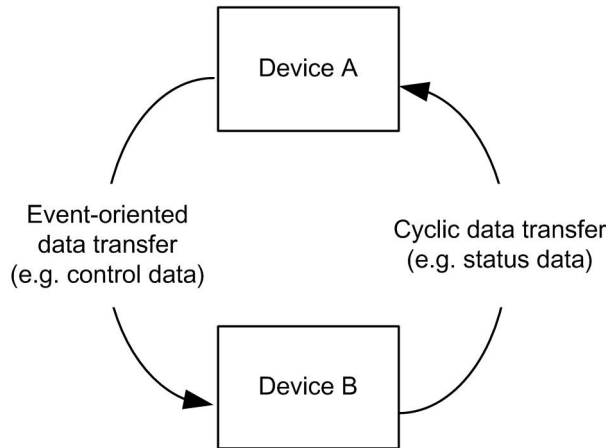 Device A
Event-oriented
data transfer
(e.g. control data)
Cyclic data transfer
(e.g. status data)
Device B